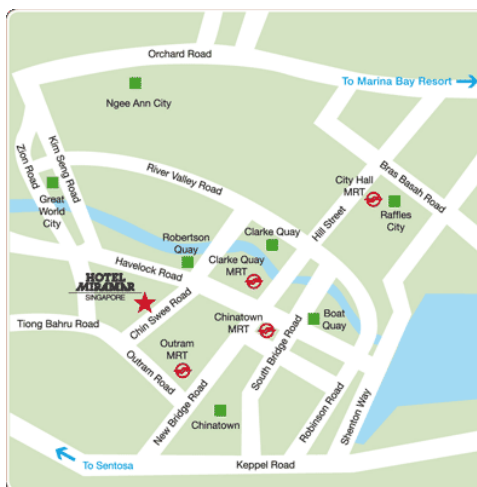 Orchard Road
To Marina Bay Resort
Ngee Ann City
Kim Seng Road
Zion Road
River Valley Road
City Hall
MRT
Bras Basah Road
Great
World
City
Raffles
City
Hill Street
Clarke Quay
Robertson
Quay
Havelock Road
Clarke Quay
MRT
HOTEL
MIRAMAR
SINGAPORE
Chin Swee Road
Tiong Bahru Road
Chinatown
MRT
Boat
Quay
Outram
MRT
Outram Road
South Bridge Road
New Bridge Road
Robinson Road
Shenton Way
Chinatown
To Sentosa
Keppel Road